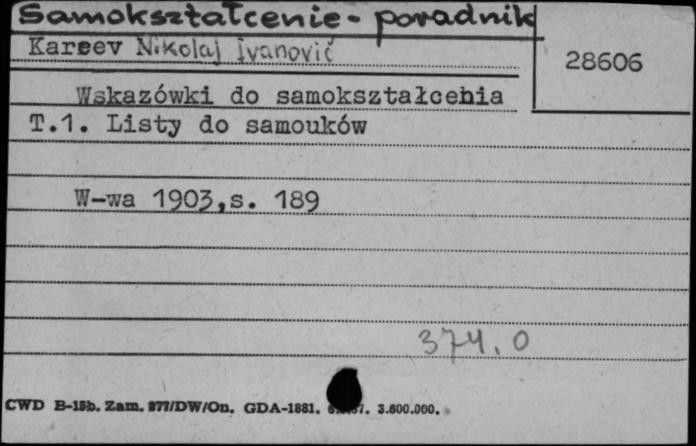 Samokształcenie - poradnik
Kareev Nikolaj Ivanović
28606
Wskazówki do samokształcenia
T.1. Listy do samouków
W-wa 1903,s. 189
374.0
CWD B-15b. Zam. 977/DW/On. GDA-1881. 3.600.000.